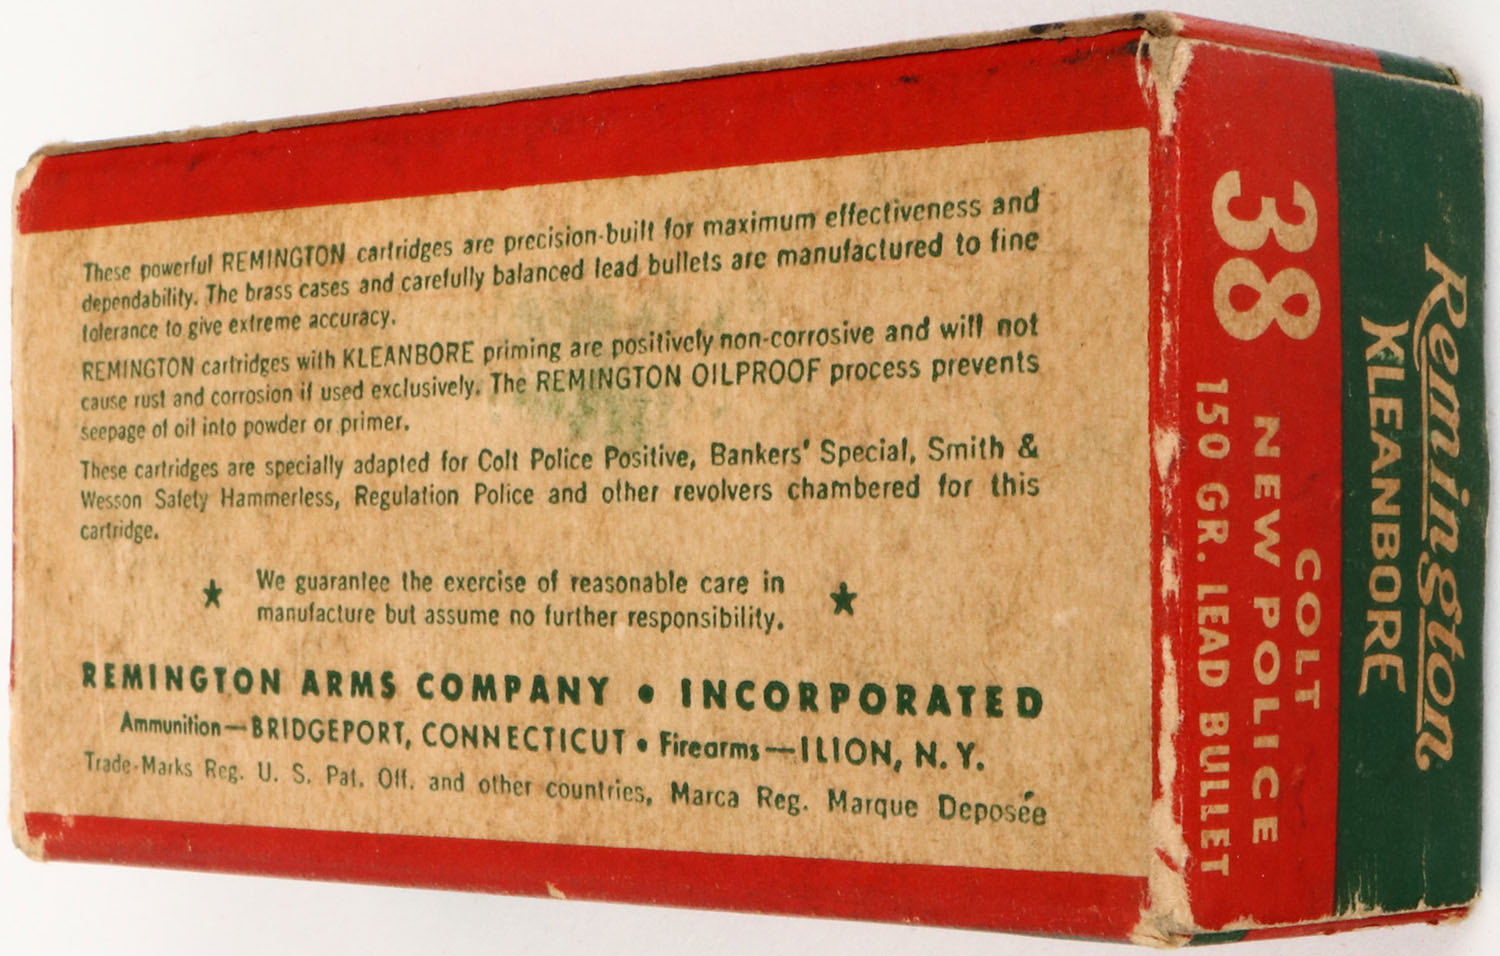 These powerful REMINGTON cartridges are precision-built for maximum effectiveness and
dependability. The brass cases and carefully balanced lead bullets are manufactured to fine
tolerance to give extreme accuracy.
REMINGTON cartridges with KLEANBORE priming are positively non-corrosive and will not
cause rust and corrosion if used exclusively. The REMINGTON OILPROOF process prevents
seepage of oil into powder or primer.
These cartridges are specially adapted for Colt Police Positive, Bankers' Special, Smith &
Wesson Safety Hammerless, Regulation Police and other revolvers chambered for this
cartridge.
★ We guarantee the exercise of reasonable care in ★
manufacture but assume no further responsibility.
REMINGTON ARMS COMPANY • INCORPORATED
Ammunition—BRIDGEPORT, CONNECTICUT • Firearms—ILION, N. Y.
Trade-Marks Reg. U. S. Pat. Off. and other countries, Marca Reg. Marque Deposée
Remington
KLEANBORE
38 COLT
NEW POLICE
150 GR. LEAD BULLET